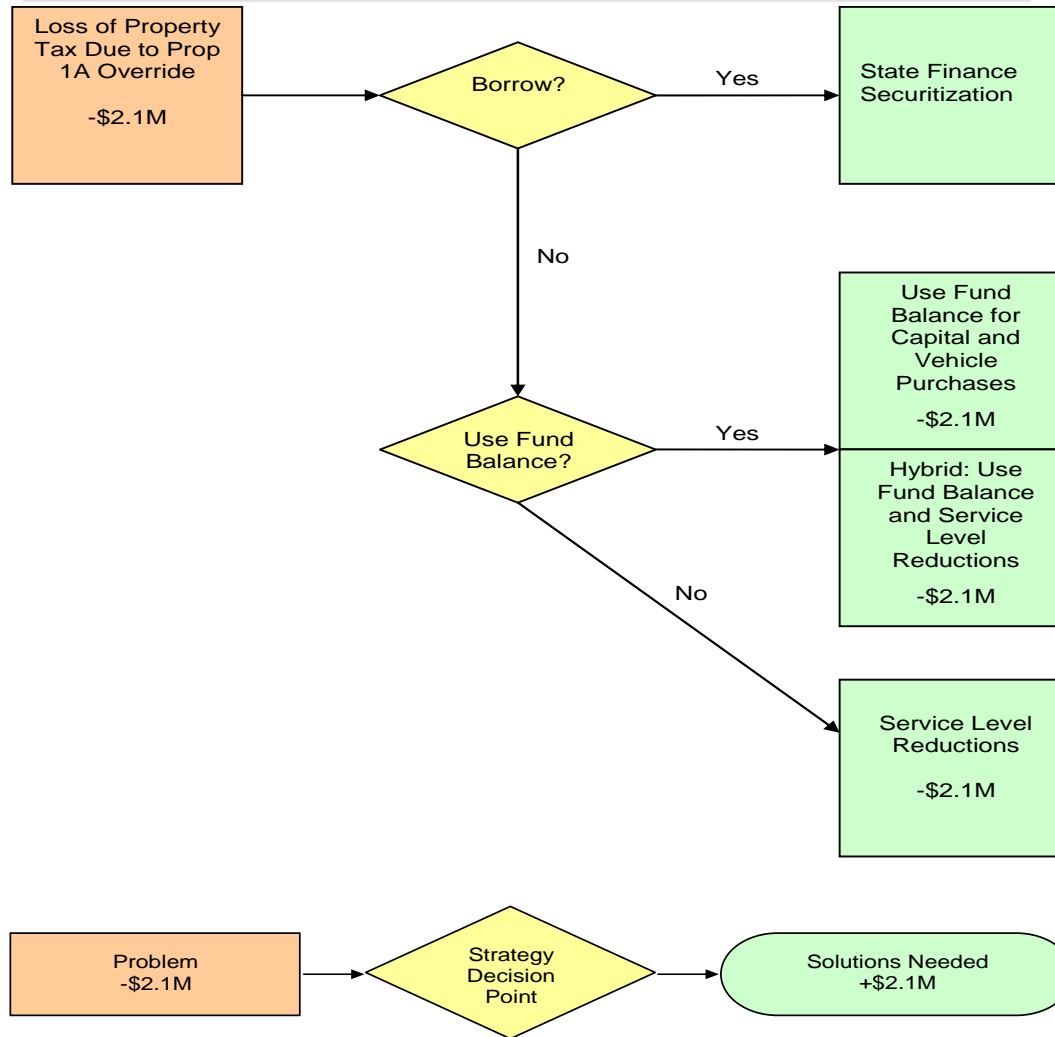 Loss of Property
Tax Due to Prop
1A Override
-$2.1M
Borrow?
Yes
State Finance
Securitization
No
Use Fund
Balance for
Capital and
Vehicle
Purchases
-$2.1M
Use Fund
Balance?
Yes
Hybrid: Use
Fund Balance
and Service
Level
Reductions
-$2.1M
No
Service Level
Reductions
-$2.1M
Problem
-$2.1M
Strategy
Decision
Point
Solutions Needed
+$2.1M